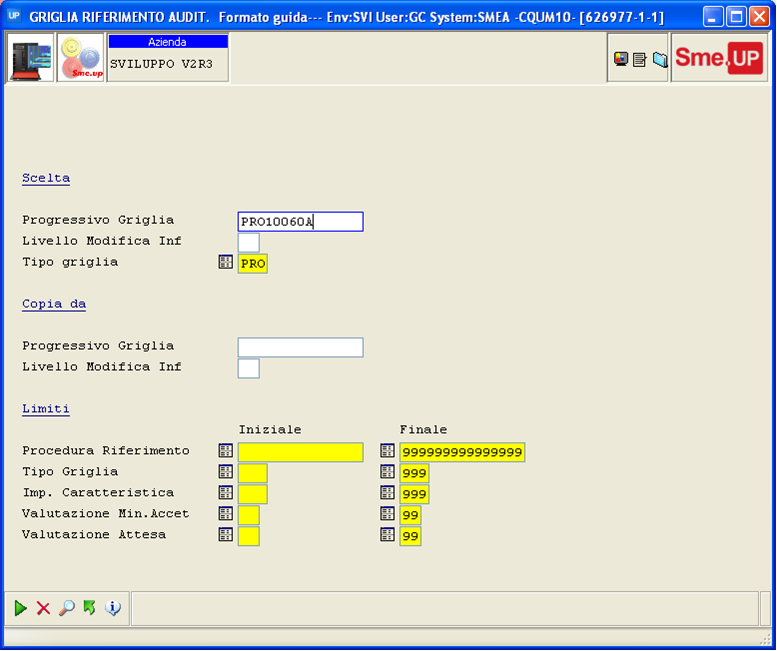 UP GRIGLIA RIFERIMENTO AUDIT. Formato guida--- Env:SVI User:GC System:SMEA -CQUM10- [626977-1-1]
Sme.up
Azienda
SVILUPPO V2R3
Sme.UP
Scelta
Progressivo Griglia PRO10060A
Livello Modifica Inf
Tipo griglia PRO
Copia da
Progressivo Griglia
Livello Modifica Inf
Limiti
Iniziale Finale
Procedura Riferimento 999999999999999
Tipo Griglia 999
Imp. Caratteristica 999
Valutazione Min.Accet 99
Valutazione Attesa 99